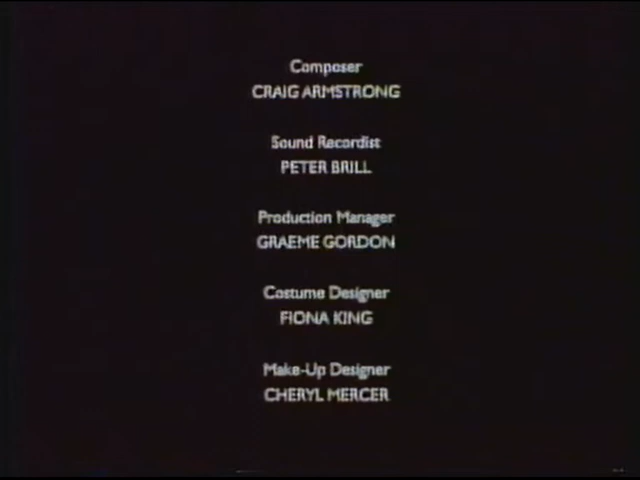 Composer
CRAIG ARMSTRONG
Sound Recordist
PETER BRILL
Production Manager
GRAEME GORDON
Costume Designer
FIONA KING
Make-Up Designer
CHERYL MERCER